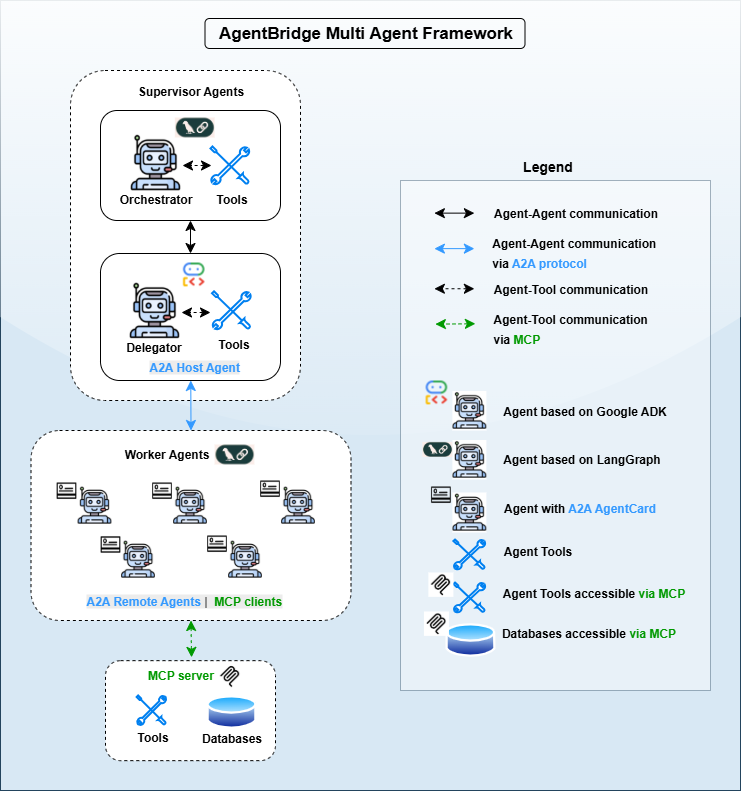 AgentBridge Multi Agent Framework
Supervisor Agents
Orchestrator
Tools
Delegator
Tools
A2A Host Agent
Worker Agents
A2A Remote Agents | MCP clients
MCP server
Tools
Databases
Legend
Agent-Agent communication
Agent-Agent communication
via A2A protocol
Agent-Tool communication
Agent-Tool communication
via MCP
Agent based on Google ADK
Agent based on LangGraph
Agent with A2A AgentCard
Agent Tools
Agent Tools accessible via MCP
Databases accessible via MCP